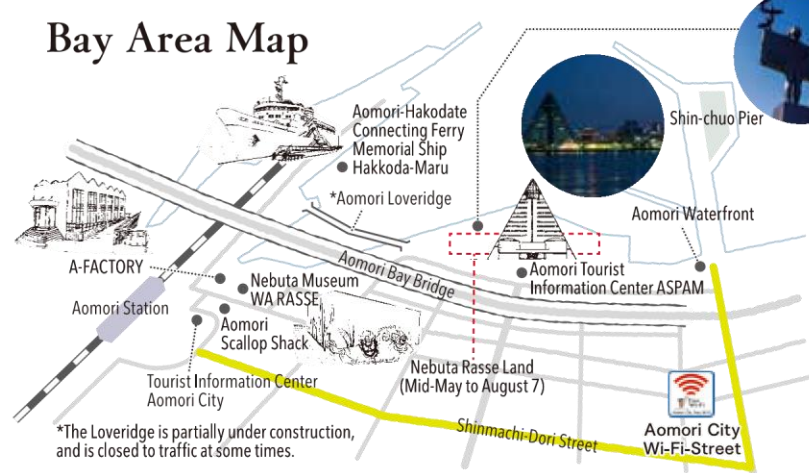 Bay Area Map
Aomori-Hakodate
Connecting Ferry
Memorial Ship
Hakkoda-Maru
Shin-chuo Pier
*Aomori Loveridge
Aomori Waterfront
A-FACTORY
Aomori Bay Bridge
Nebuta Museum
WA RASSE
Aomori Tourist
Information Center ASPAM
Aomori Station
Aomori
Scallop Shack
Tourist Information Center
Aomori City
Nebuta Rasse Land
(Mid-May to August 7)
Shinmachi-Dori Street
Aomori City
Wi-Fi-Street
*The Loveridge is partially under construction,
and is closed to traffic at some times.